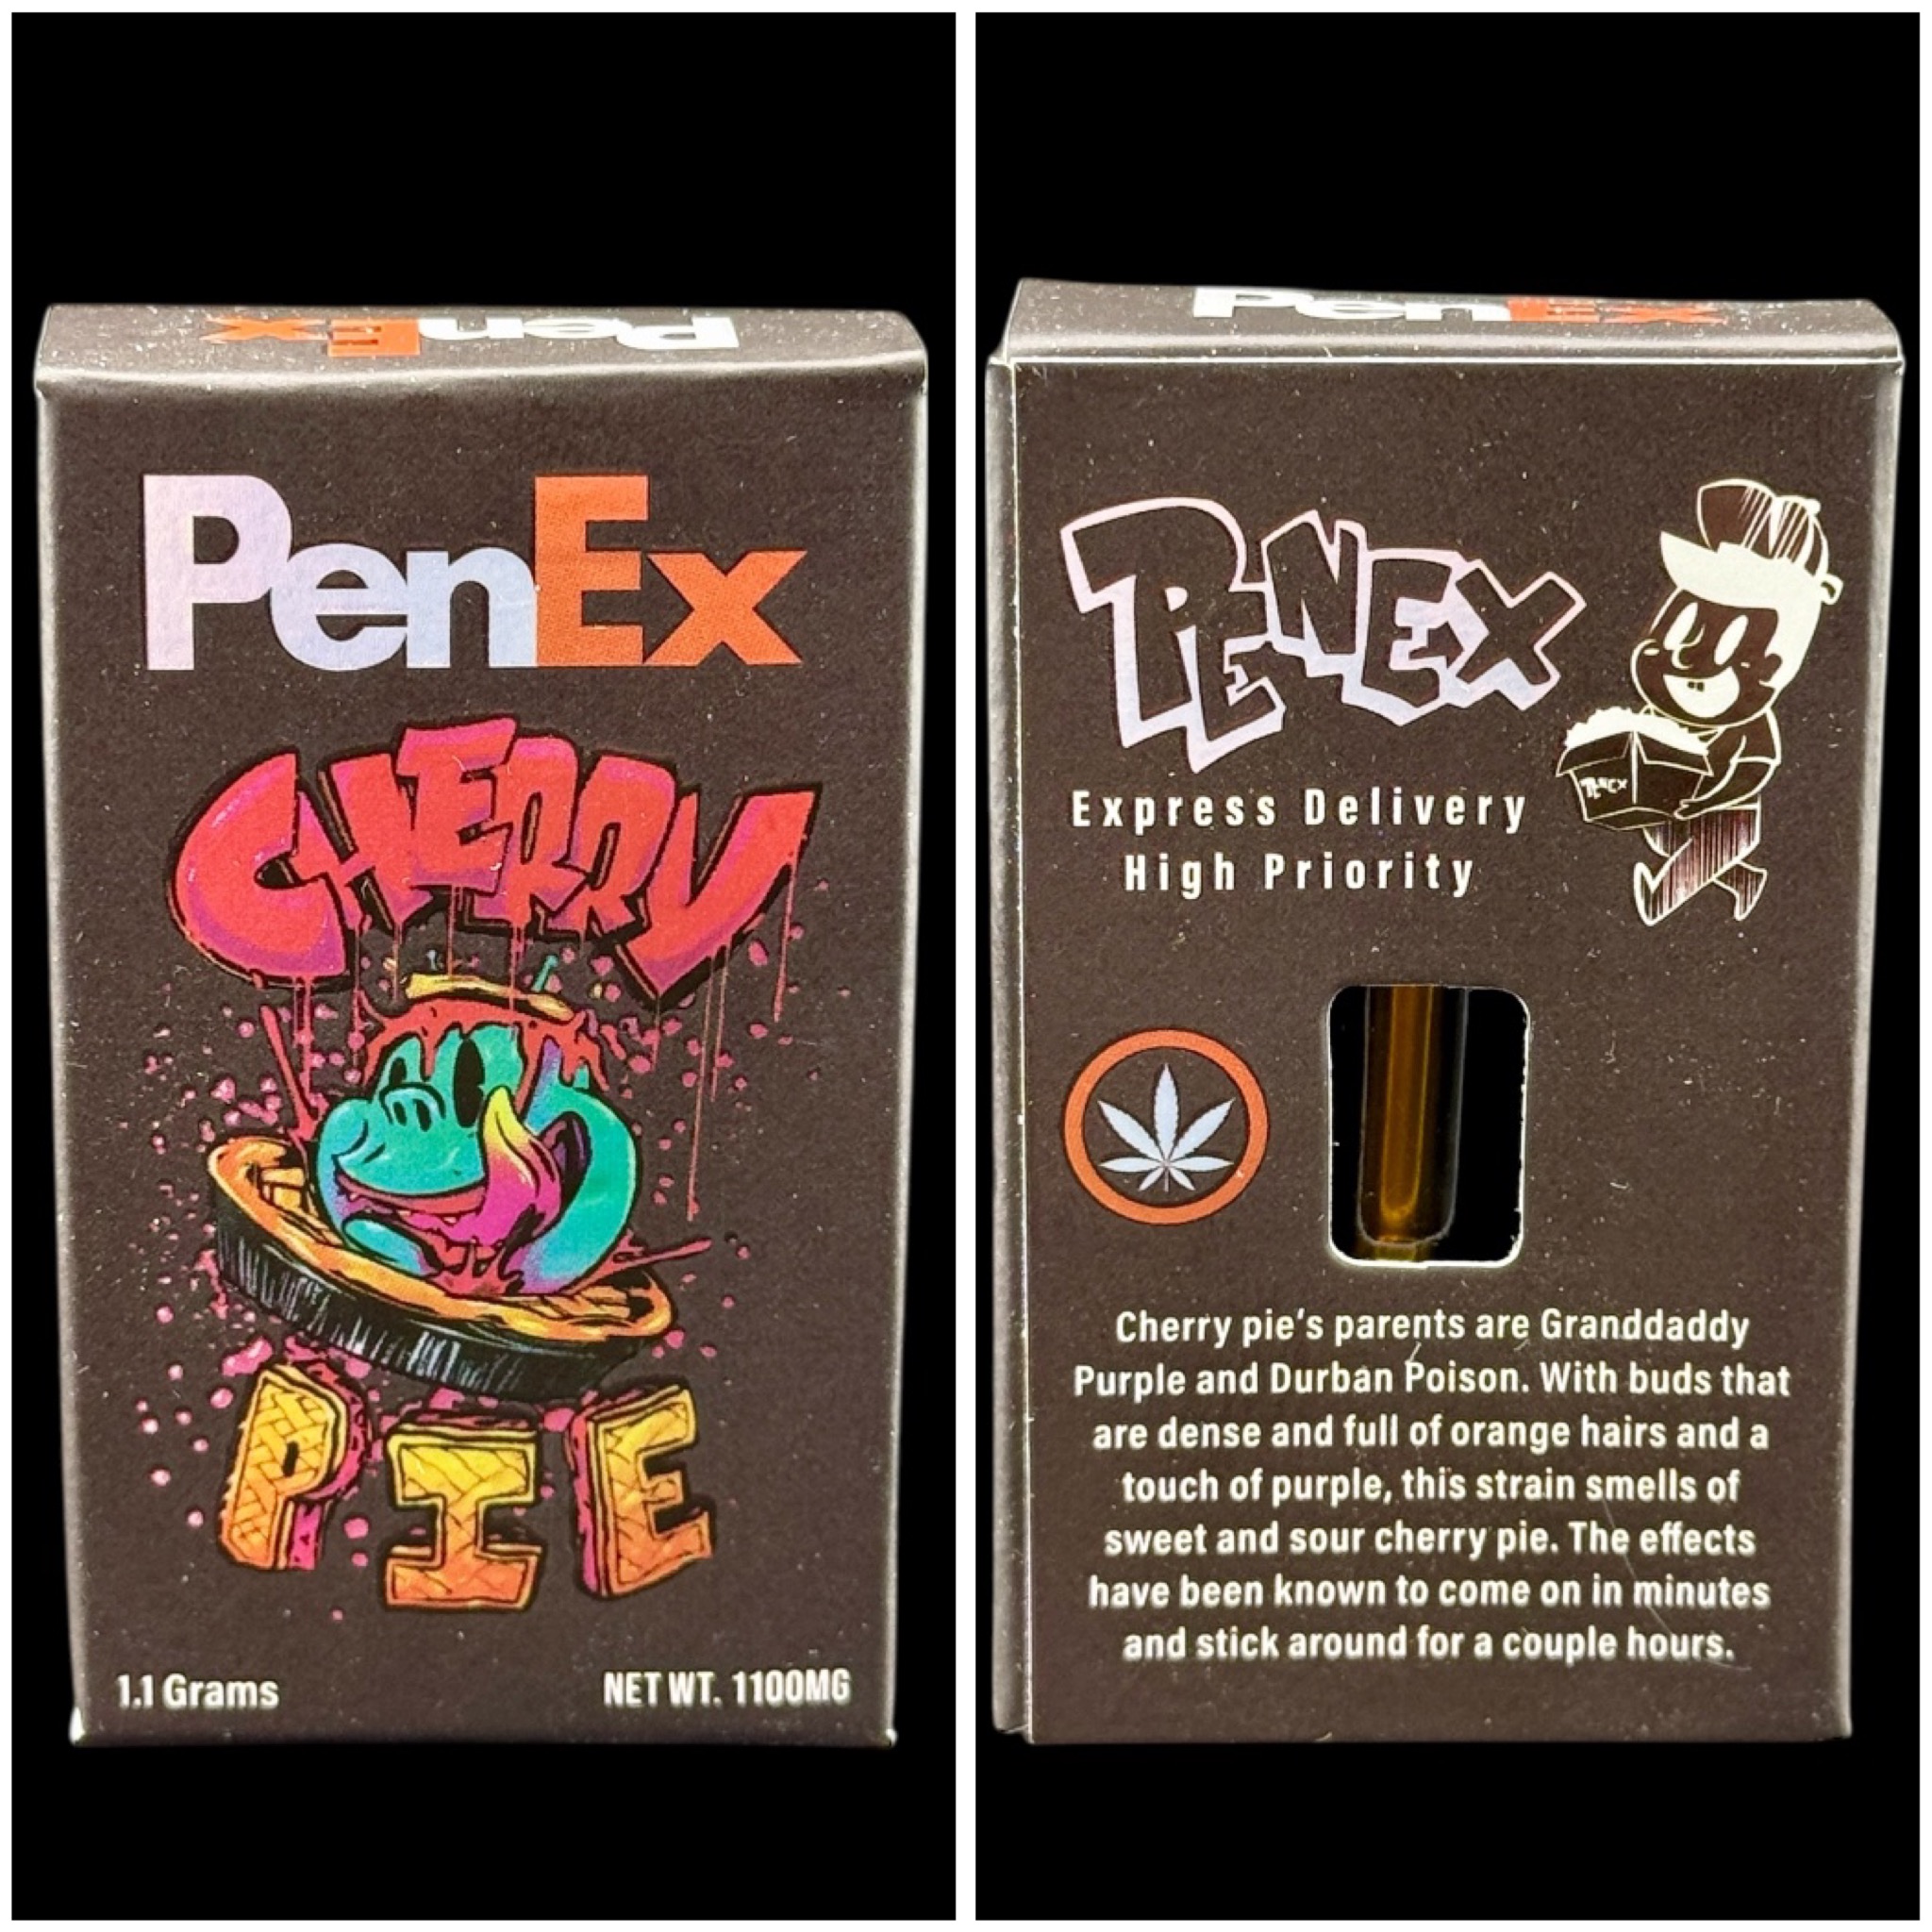 PenEx
PenEx
CHERRY
PIE
1.1 Grams
NET WT. 1100MG
PenEx
PENEX
PENEX
Express Delivery
High Priority
Cherry pie's parents are Granddaddy
Purple and Durban Poison. With buds that
are dense and full of orange hairs and a
touch of purple, this strain smells of
sweet and sour cherry pie. The effects
have been known to come on in minutes
and stick around for a couple hours.